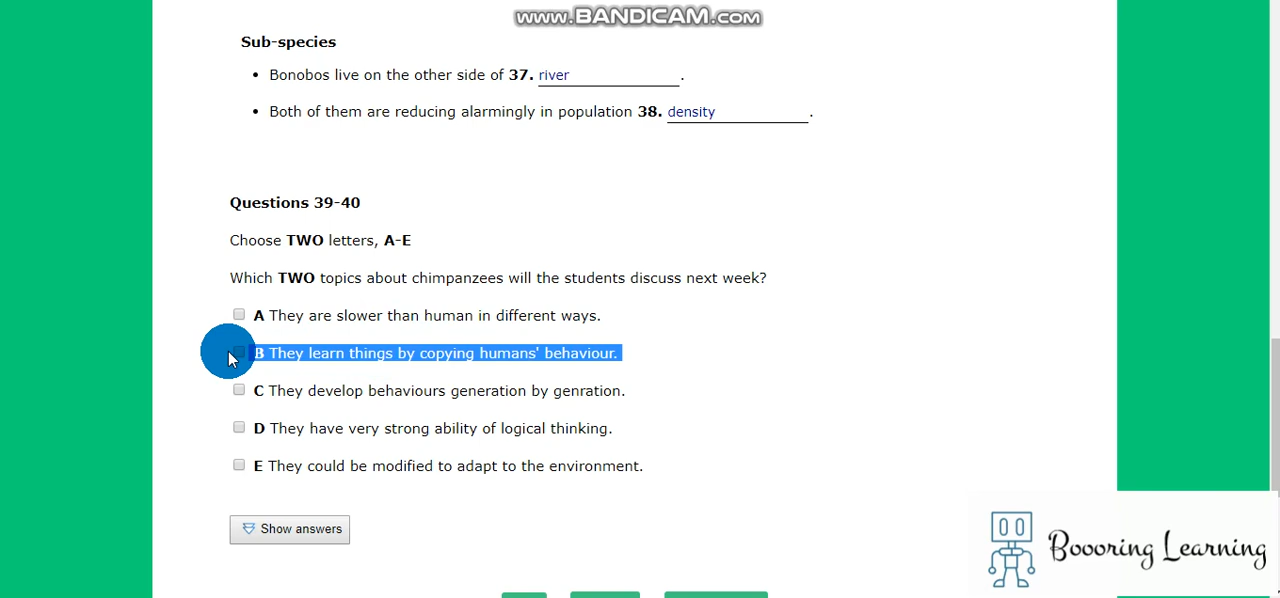 www.BANDICAM.com
Sub-species
• Bonobos live on the other side of 37. river.
• Both of them are reducing alarmingly in population 38. density.
Questions 39-40
Choose TWO letters, A-E
Which TWO topics about chimpanzees will the students discuss next week?
A They are slower than human in different ways.
B They learn things by copying humans' behaviour.
C They develop behaviours generation by genration.
D They have very strong ability of logical thinking.
E They could be modified to adapt to the environment.
Show answers
Boooring Learning